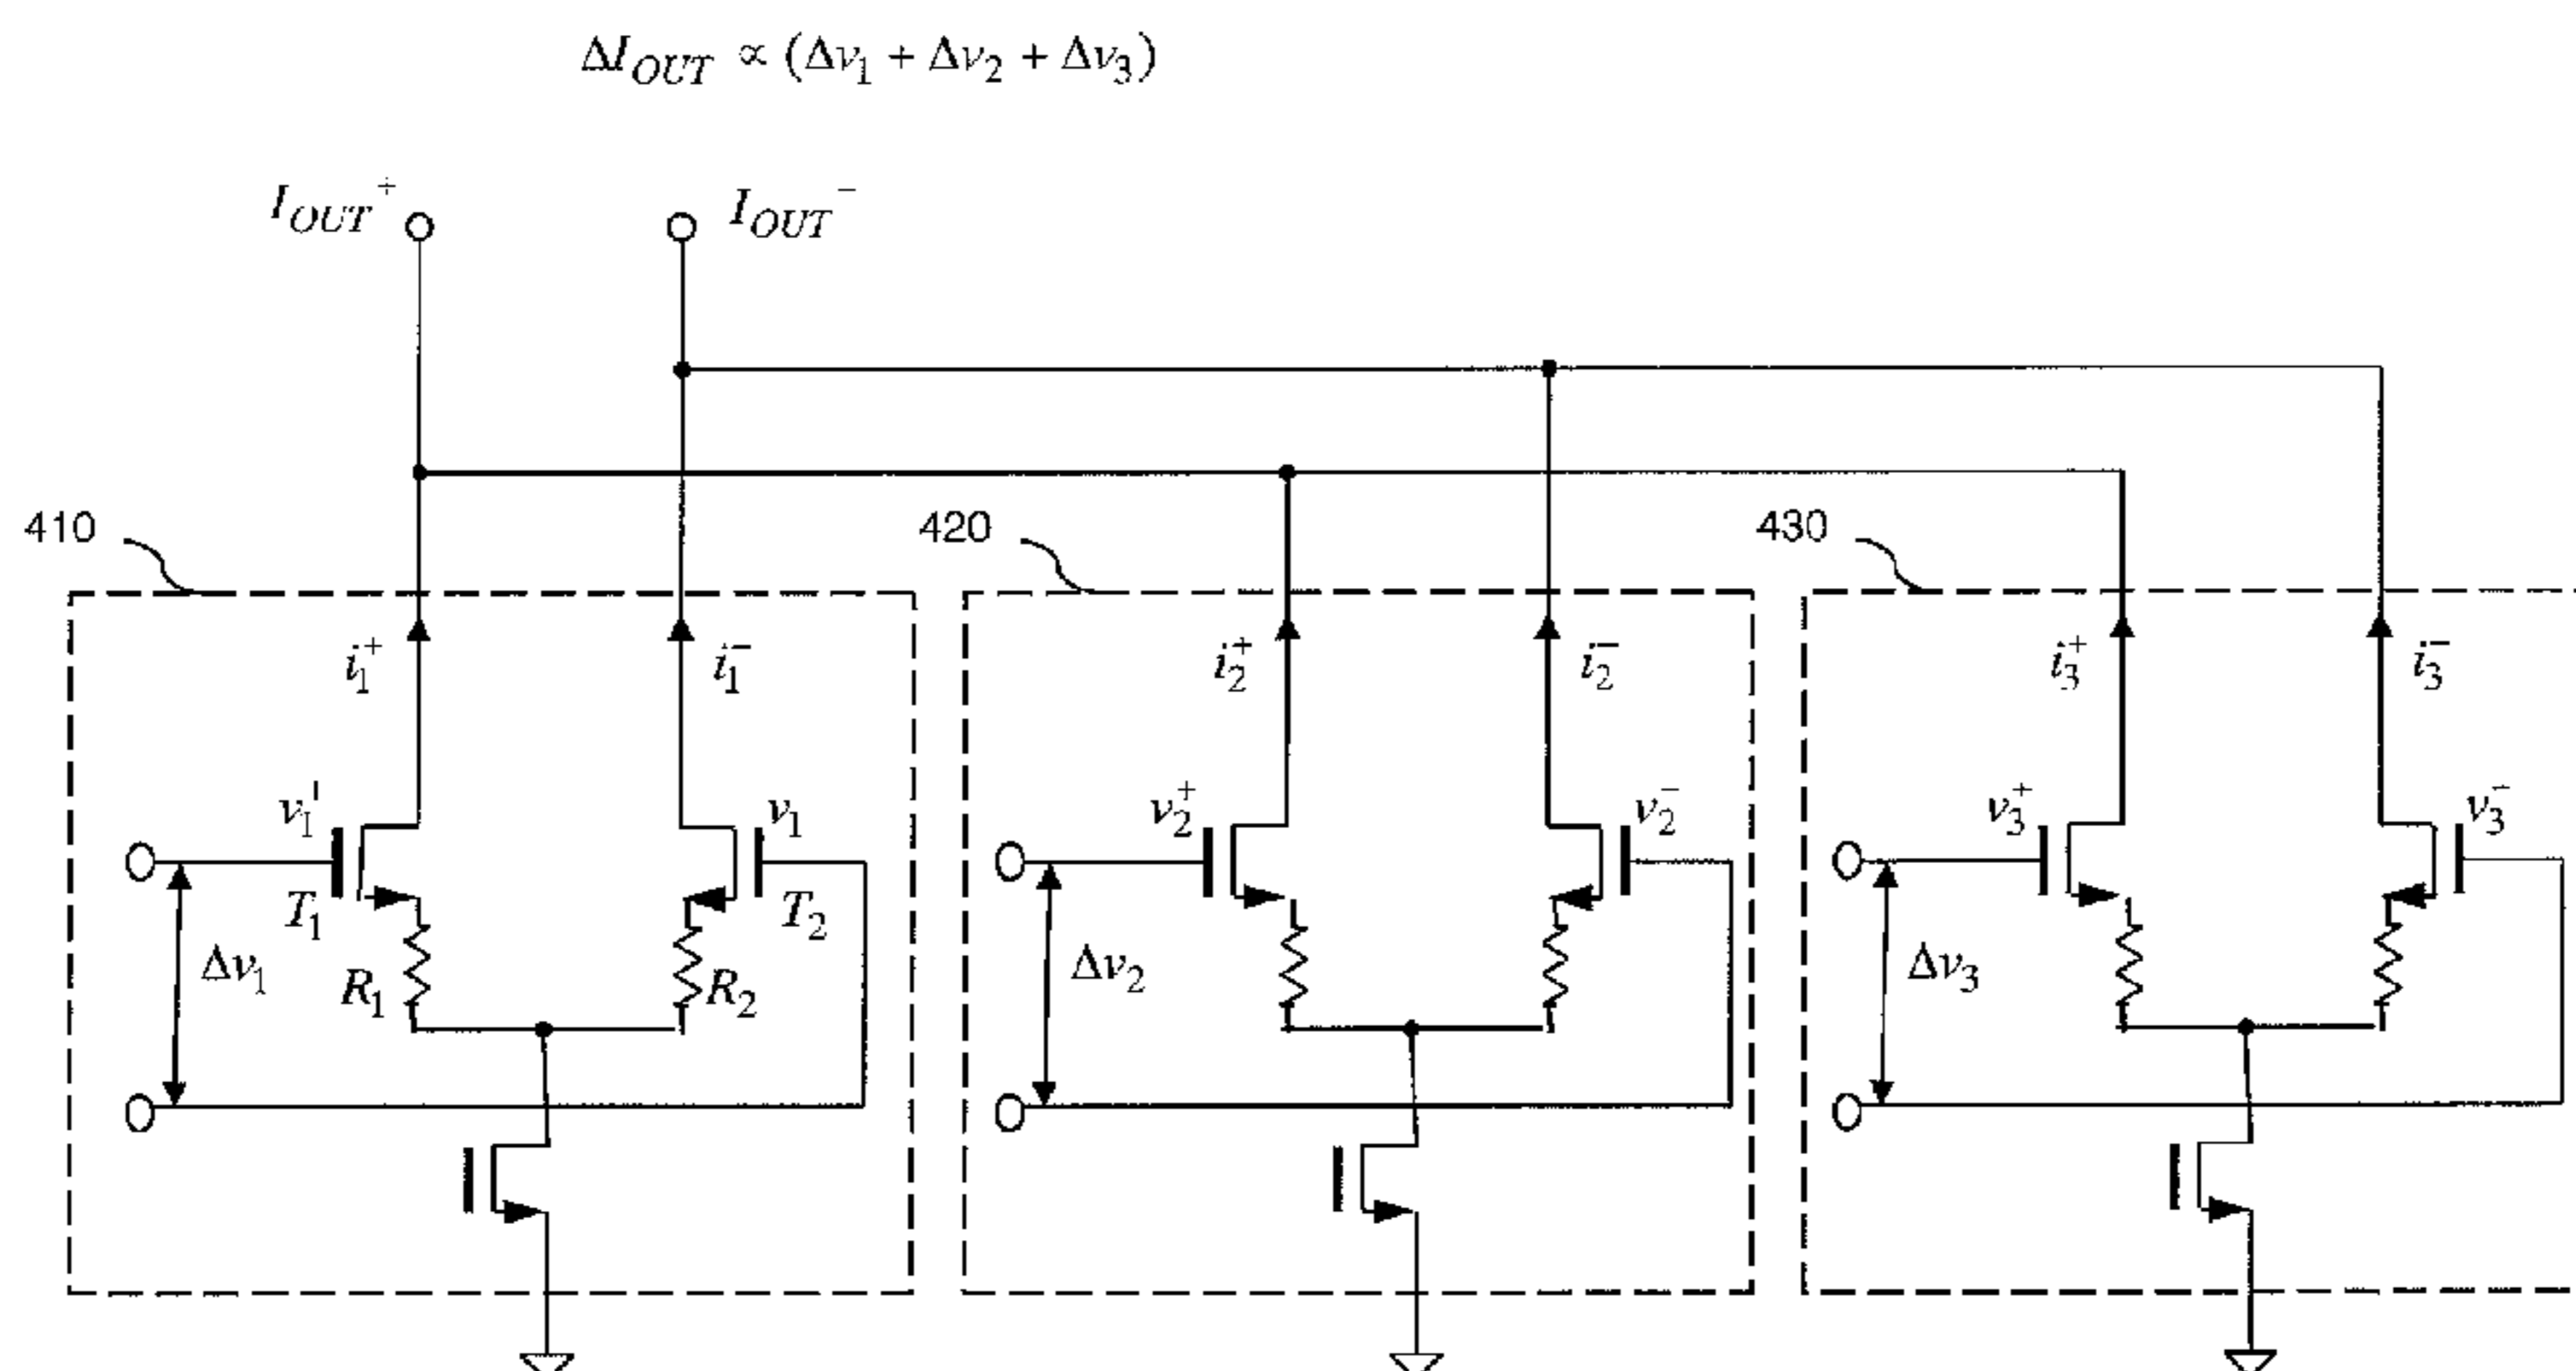 ΔI_OUT ∝ (Δv₁ + Δv₂ + Δv₃)
I_OUT⁺ I_OUT⁻
410 420 430
i₁⁺ i₁⁻ i₂⁺ i₂⁻ i₃⁺ i₃⁻
v₁' v₁ v₂⁺ v₂⁻ v₃⁺ v₃⁻
T₁ T₂
Δv₁ R₁ R₂ Δv₂ Δv₃